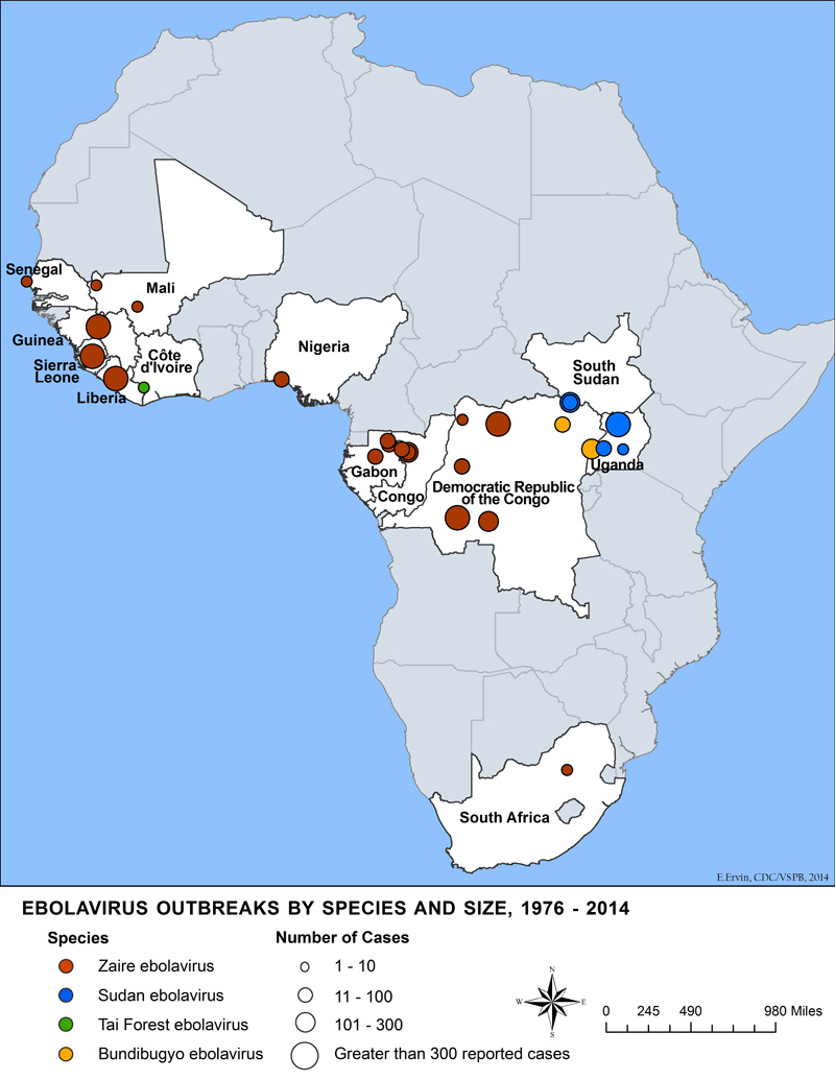 Senegal
Mali
Guinea
Sierra
Leone
Liberia
Côte
d'Ivoire
Nigeria
South
Sudan
Uganda
Gabon
Congo
Democratic Republic
of the Congo
South Africa
E.Ervin, CDC/VSPB, 2014
EBOLAVIRUS OUTBREAKS BY SPECIES AND SIZE, 1976 - 2014
Species
Zaire ebolavirus
Sudan ebolavirus
Tai Forest ebolavirus
Bundibugyo ebolavirus
Number of Cases
1 - 10
11 - 100
101 - 300
Greater than 300 reported cases
N
W E
S
0 245 490 980 Miles